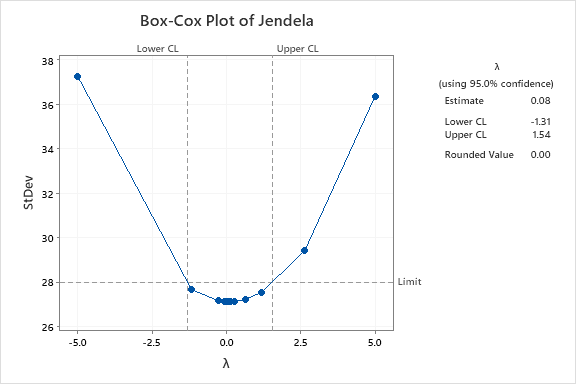 Box-Cox Plot of Jendela
Lower CL
Upper CL
38
36
34
32
30
28
26
StDev
Limit
-5.0
-2.5
0.0
2.5
5.0
λ
λ
(using 95.0% confidence)
Estimate 0.08
Lower CL -1.31
Upper CL 1.54
Rounded Value 0.00